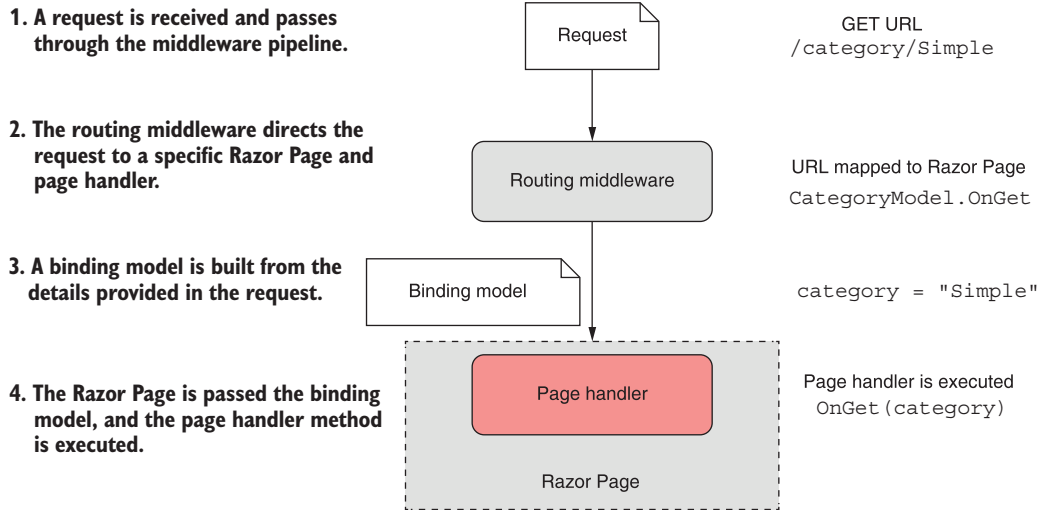 1. A request is received and passes
through the middleware pipeline.
Request
GET URL
/category/Simple
2. The routing middleware directs the
request to a specific Razor Page and
page handler.
Routing middleware
URL mapped to Razor Page
CategoryModel.OnGet
3. A binding model is built from the
details provided in the request.
Binding model
category = "Simple"
4. The Razor Page is passed the binding
model, and the page handler method
is executed.
Page handler
Page handler is executed
OnGet(category)
Razor Page